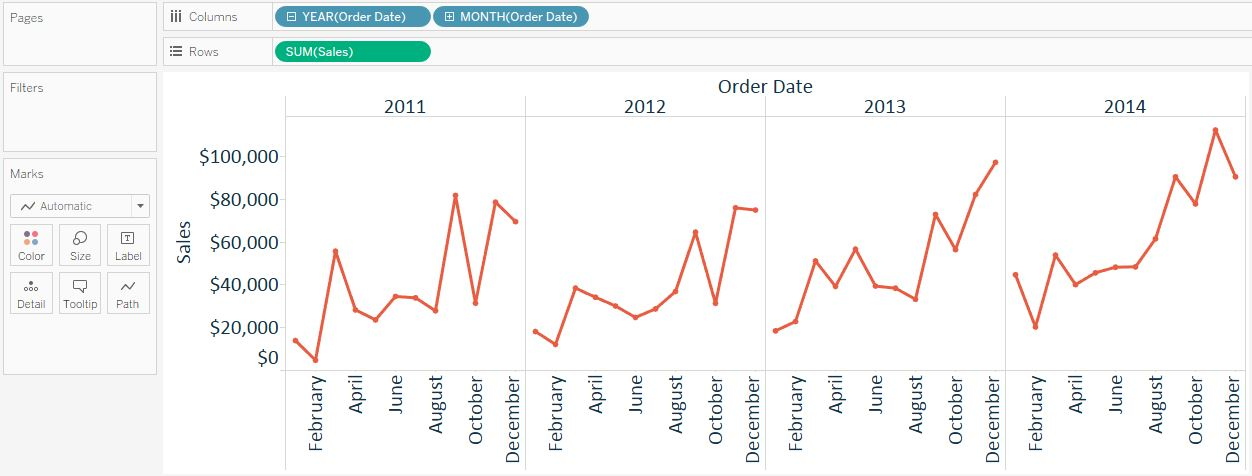 Pages
Columns
YEAR(Order Date)
MONTH(Order Date)
Rows
SUM(Sales)
Filters
Marks
Automatic
Color
Size
Label
Detail
Tooltip
Path
Order Date
2011
2012
2013
2014
Sales
$100,000
$80,000
$60,000
$40,000
$20,000
$0
February
April
June
August
October
December
February
April
June
August
October
December
February
April
June
August
October
December
February
April
June
August
October
December